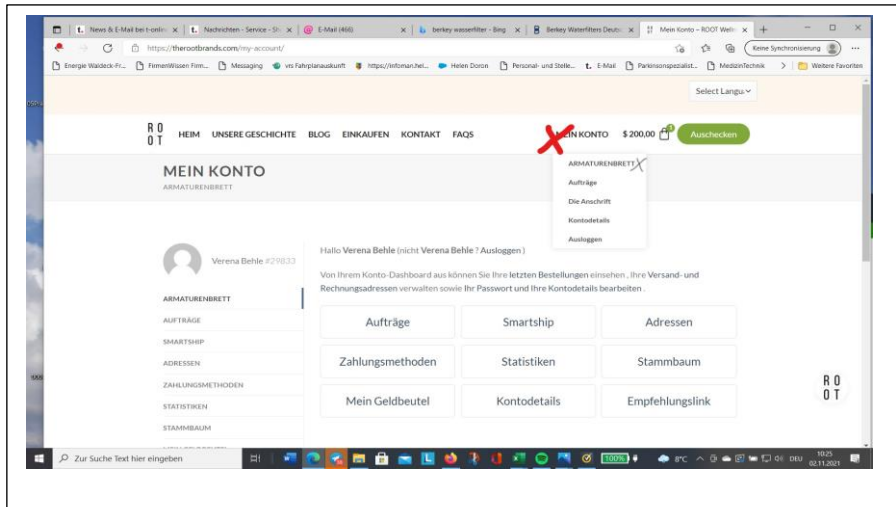 News & E-Mail bei t-onlin
Nachrichten - Service - Sh
E-Mail (466)
berkey wasserfilter - Bing
Berkey Waterfilters Deutsc
Mein Konto – ROOT Welln
https://therootbrands.com/my-account/
Keine Synchronisierung
Energie Waldeck-Fr...
FirmenWissen Firm...
Messaging
vrs Fahrplanauskunft
https://infoman.hel...
Helen Doron
Personal- und Stelle...
E-Mail
Parkinsonspezialist...
MedizinTechnik
Weitere Favoriten
Select Langu
RO
OT
HEIM UNSERE GESCHICHTE BLOG EINKAUFEN KONTAKT FAQS
MEIN KONTO $ 200,00 Auschecken
MEIN KONTO
ARMATURENBRETT
ARMATURENBRETT
Aufträge
Die Anschrift
Kontodetails
Ausloggen
Verena Behle #29833
ARMATURENBRETT
AUFTRÄGE
SMARTSHIP
ADRESSEN
ZAHLUNGSMETHODEN
STATISTIKEN
STAMMBAUM
Hallo Verena Behle (nicht Verena Behle ? Ausloggen )
Von Ihrem Konto-Dashboard aus können Sie Ihre letzten Bestellungen einsehen , Ihre Versand- und
Rechnungsadressen verwalten sowie Ihr Passwort und Ihre Kontodetails bearbeiten .
Aufträge Smartship Adressen
Zahlungsmethoden Statistiken Stammbaum
Mein Geldbeutel Kontodetails Empfehlungslink
RO
OT
Zur Suche Text hier eingeben
100%
8°C
DEU
10:25
02.11.2021